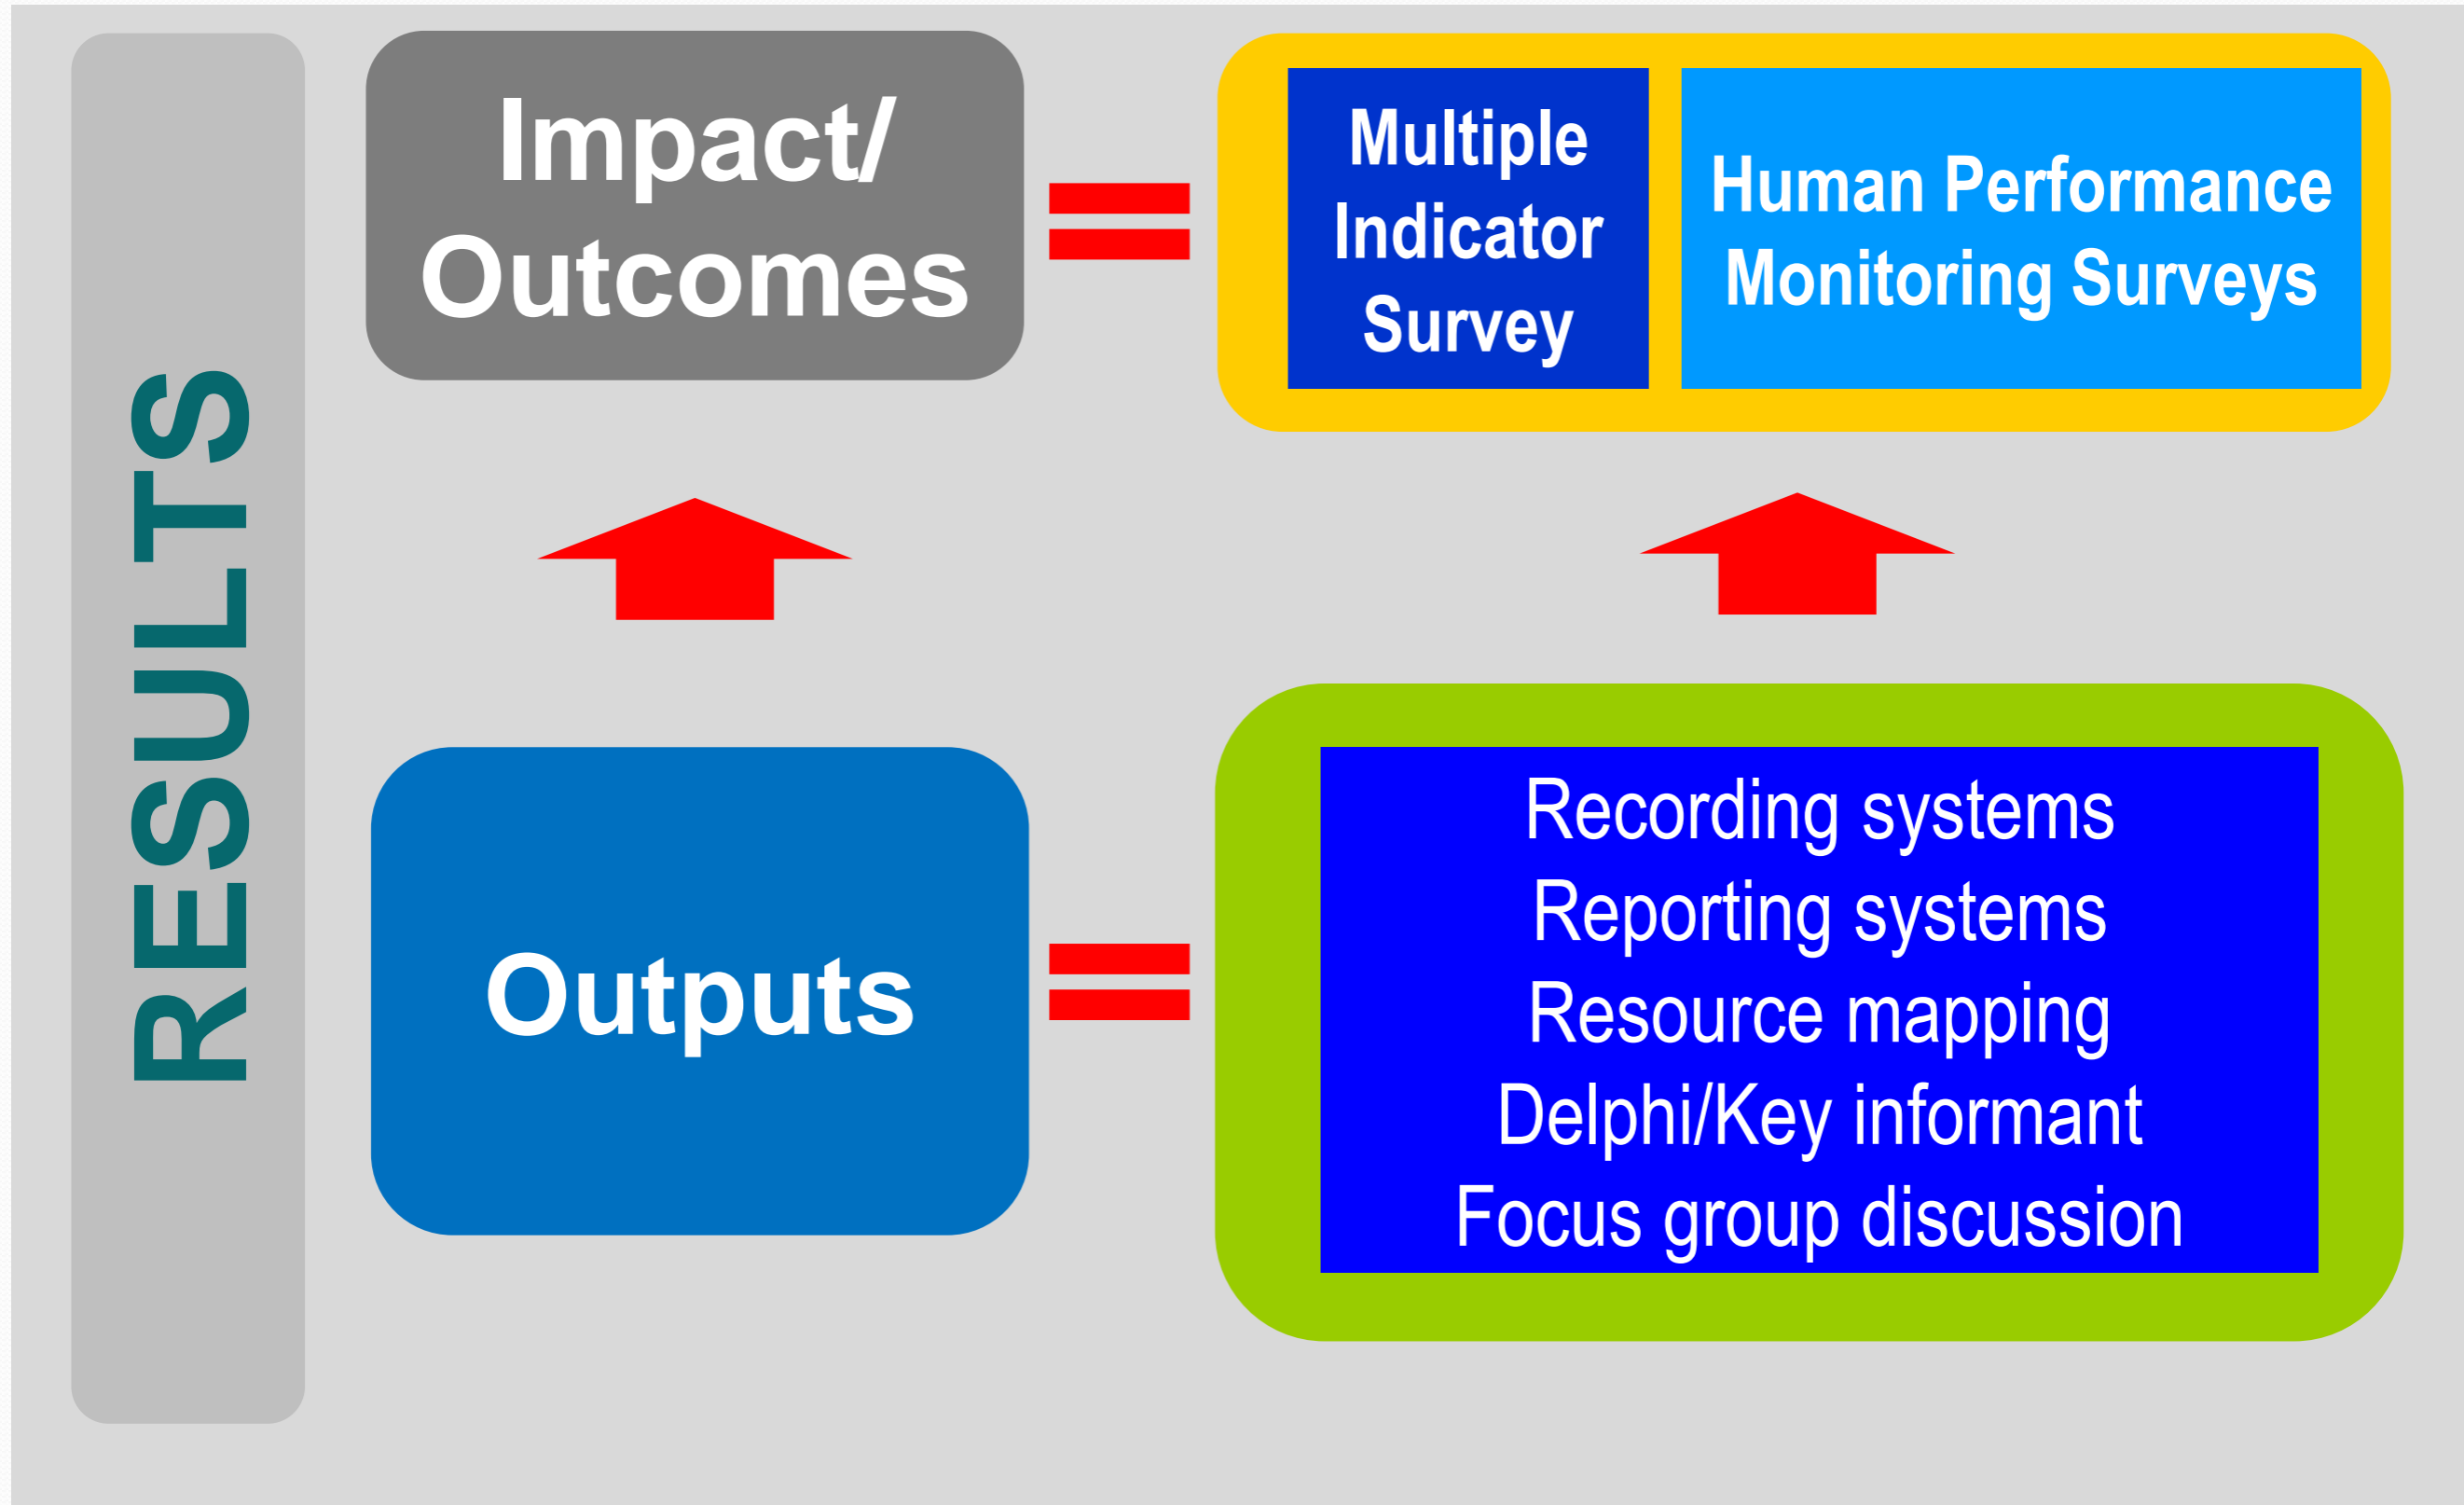 RESULTS
Impact/
Outcomes
Multiple
Indicator
Survey
Human Performance
Monitoring Surveys
Outputs
Recording systems
Reporting systems
Resource mapping
Delphi/Key informant
Focus group discussion